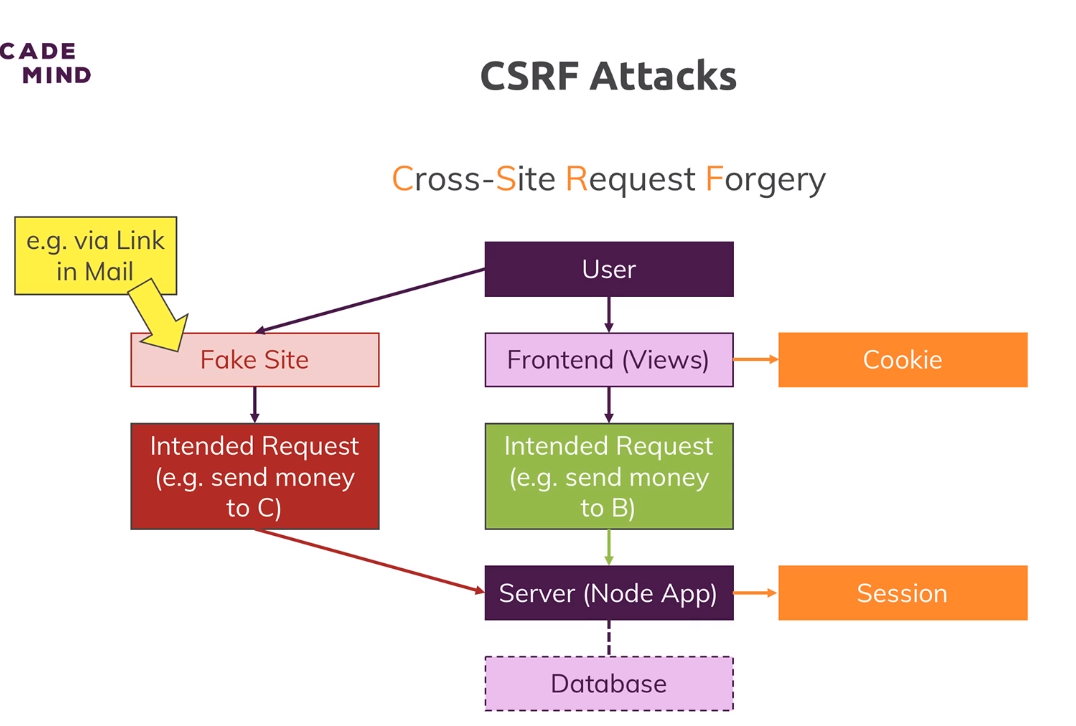 CADE
MIND
CSRF Attacks
Cross-Site Request Forgery
e.g. via Link
in Mail
User
Fake Site
Frontend (Views)
Cookie
Intended Request
(e.g. send money
to C)
Intended Request
(e.g. send money
to B)
Server (Node App)
Session
Database